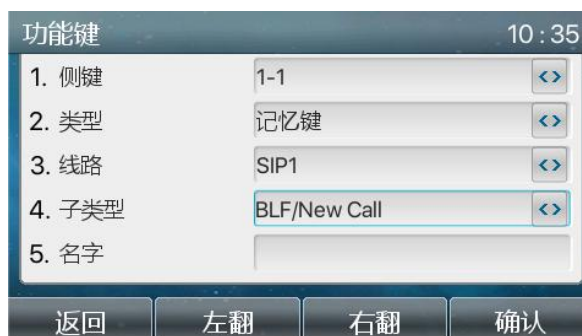 功能键 10:35
1. 侧键 1-1
2. 类型 记忆键
3. 线路 SIP1
4. 子类型 BLF/New Call
5. 名字
返回 左翻 右翻 确认